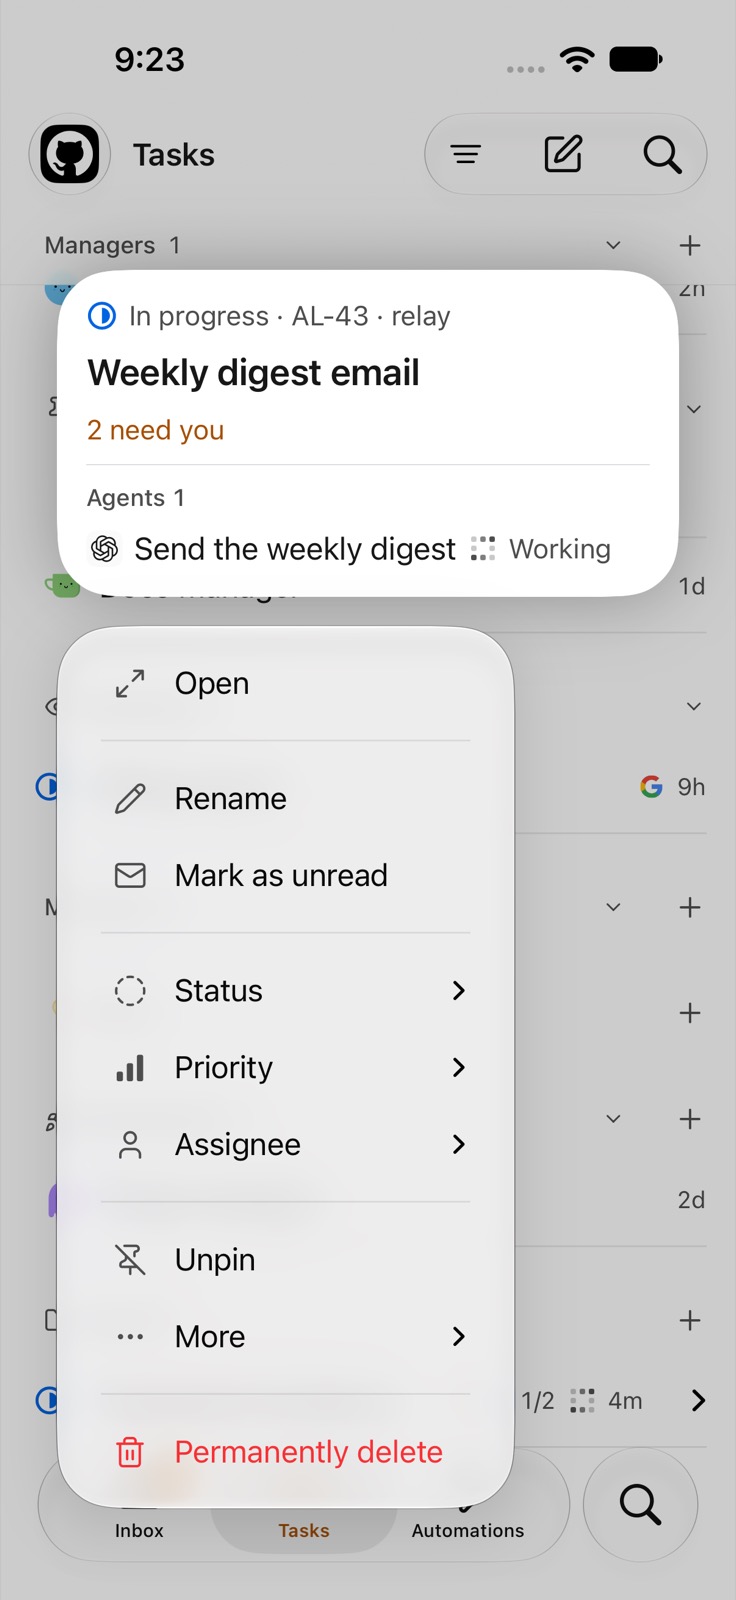 9:23
Tasks
Managers 1
2h
In progress · AL-43 · relay
Weekly digest email
2 need you
Agents 1
Send the weekly digest Working
1d
Open
Rename
9h
Mark as unread
Status
Priority
Assignee
2d
Unpin
More
1/2 4m
Permanently delete
Inbox
Tasks
Automations